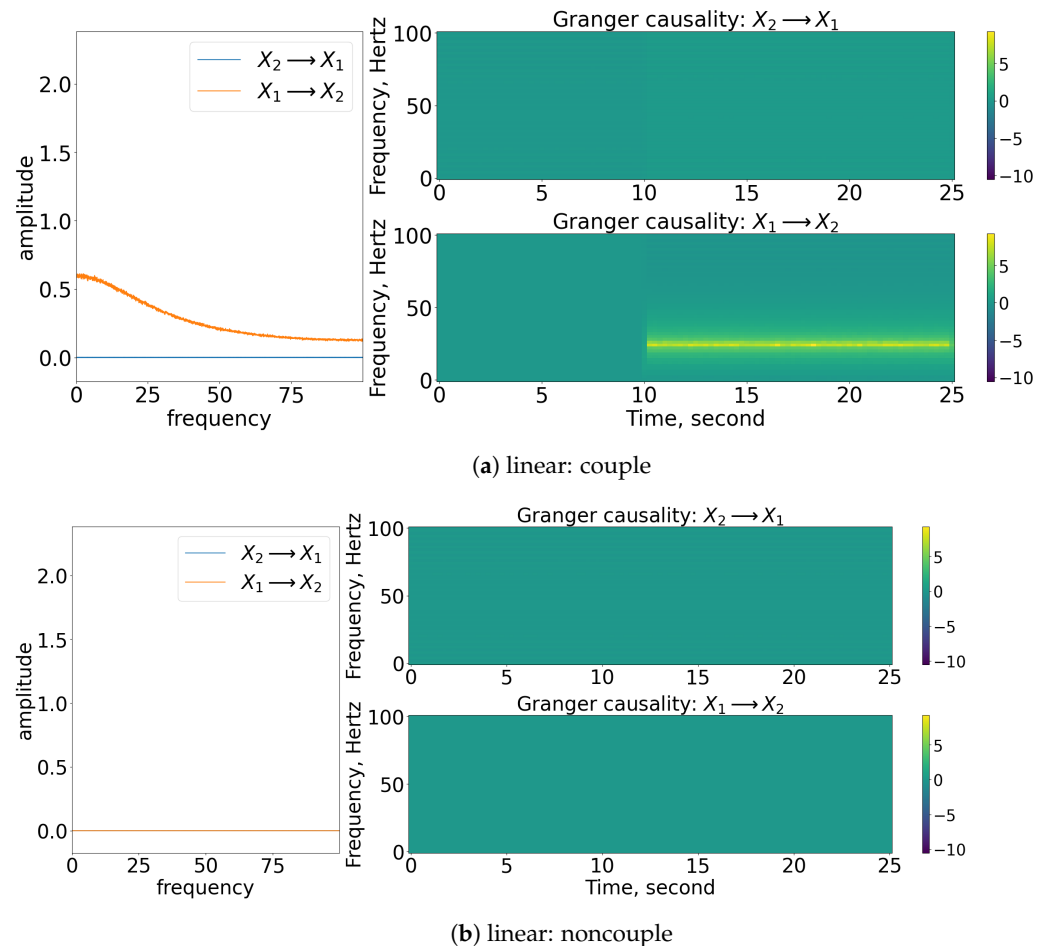 Granger causality: X₂ ⟶ X₁
X₂ ⟶ X₁
X₁ ⟶ X₂
amplitude
2.0
1.5
1.0
0.5
0.0
0 25 50 75
frequency
Frequency, Hertz
100
50
0
0 5 10 15 20 25
5
0
−5
−10
Granger causality: X₁ ⟶ X₂
Frequency, Hertz
100
50
0
0 5 10 15 20 25
Time, second
5
0
−5
−10
(a) linear: couple
Granger causality: X₂ ⟶ X₁
X₂ ⟶ X₁
X₁ ⟶ X₂
amplitude
2.0
1.5
1.0
0.5
0.0
0 25 50 75
frequency
Frequency, Hertz
100
50
0
5 10 15 20 25
5
0
−5
−10
Granger causality: X₁ ⟶ X₂
Frequency, Hertz
100
50
0
5 10 15 20 25
Time, second
5
0
−5
−10
(b) linear: noncouple